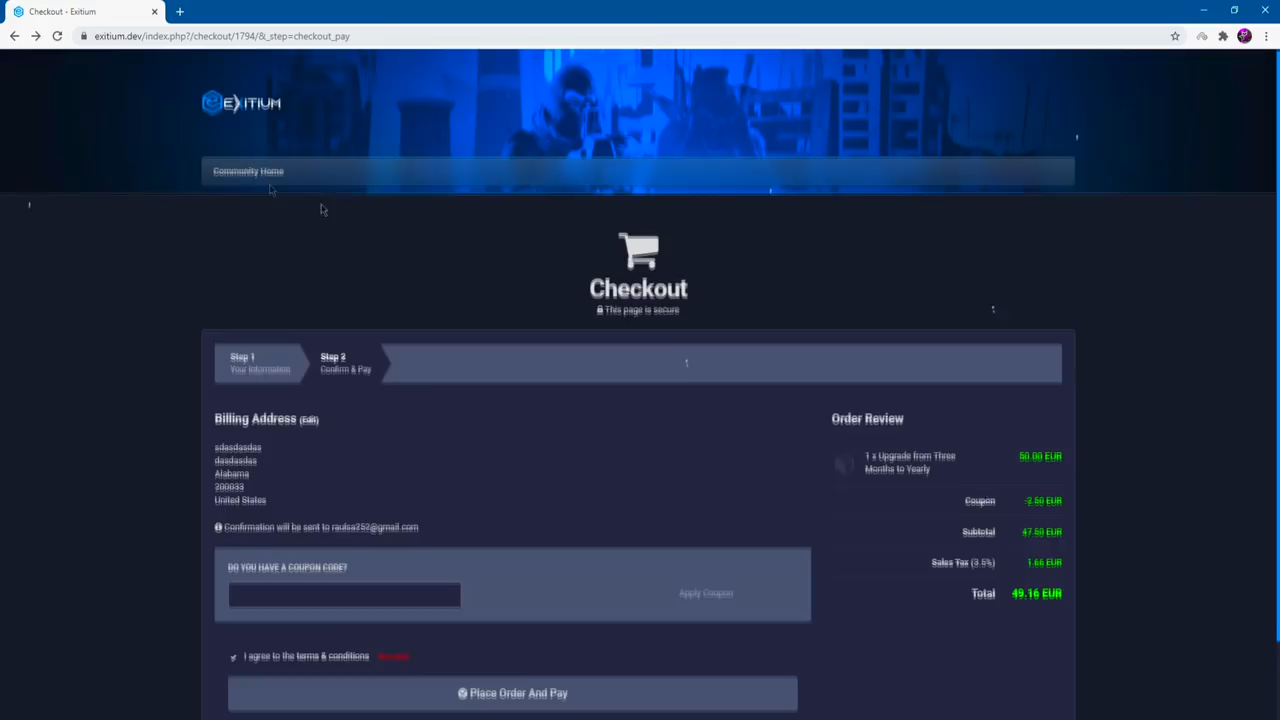 Checkout - Exitium
exitium.dev/index.php?/checkout/1794/&_step=checkout_pay
EXITIUM
Community Home
Checkout
This page is secure
Step 1
Your Information
Step 2
Confirm & Pay
Billing Address (Edit)
sdasdasdas
dasdasdas
Alabama
200033
United States
Confirmation will be sent to raulsa252@gmail.com
DO YOU HAVE A COUPON CODE?
Apply Coupon
I agree to the terms & conditions
Place Order And Pay
Order Review
1 x Upgrade from Three
Months to Yearly
50.00 EUR
Coupon
-2.50 EUR
Subtotal
47.50 EUR
Sales Tax (3.5%)
1.66 EUR
Total
49.16 EUR